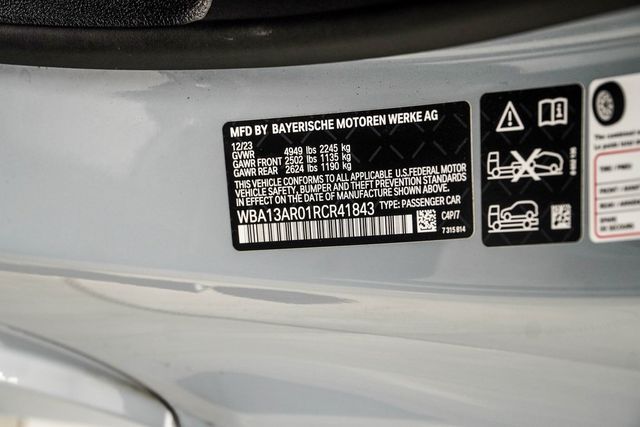 MFD BY BAYERISCHE MOTOREN WERKE AG
12/23
GVWR 4949 lbs 2245 kg
GAWR FRONT 2502 lbs 1135 kg
GAWR REAR 2624 lbs 1190 kg
THIS VEHICLE CONFORMS TO ALL APPLICABLE U.S.FEDERAL MOTOR
VEHICLE SAFETY, BUMPER AND THEFT PREVENTION STANDARDS
IN EFFECT ON THE DATE OF MANUFACTURE SHOWN ABOVE.
WBA13AR01RCR41843 TYPE: PASSENGER CAR
C4P/7
7 315 814
The combined